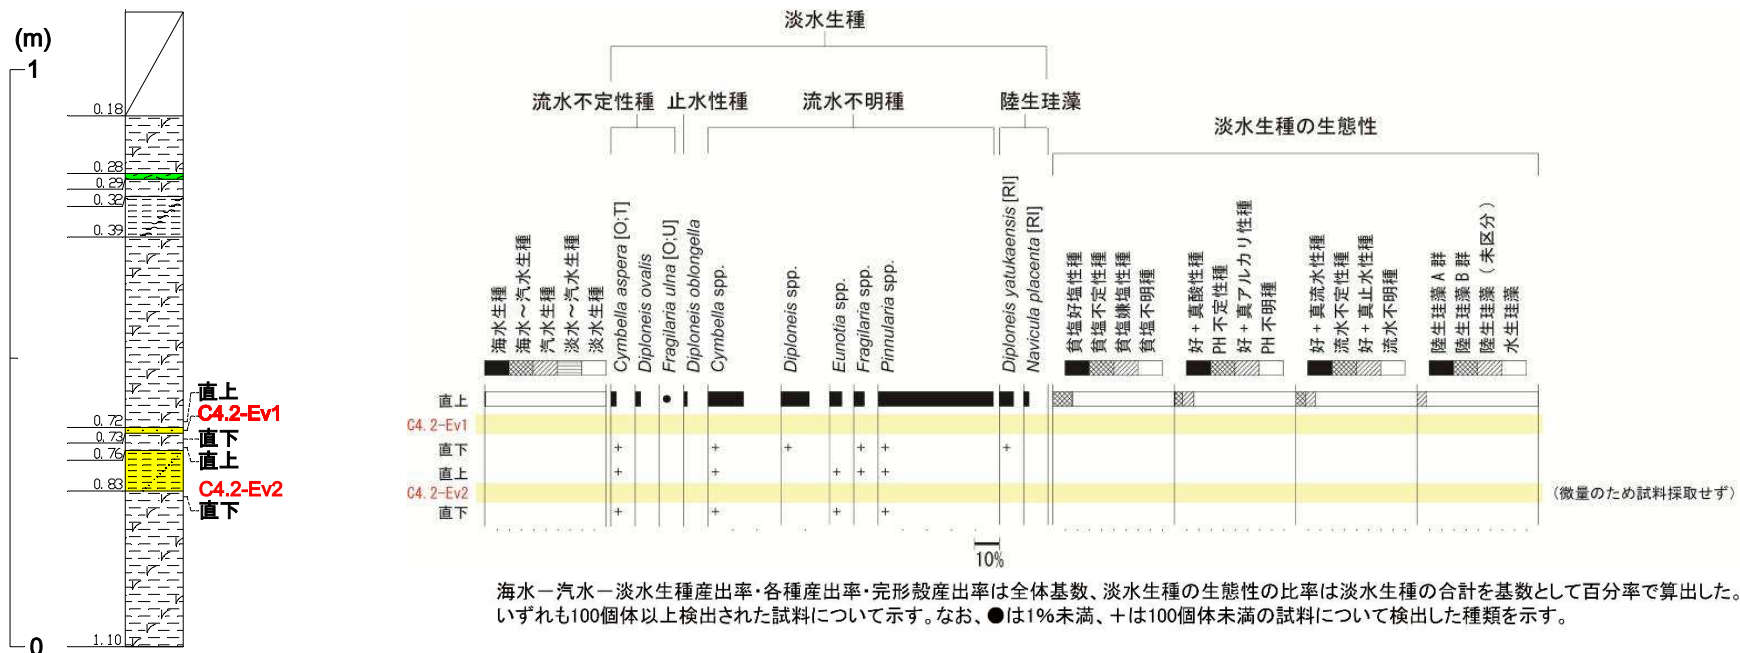 (m)
1
0.18
0.28
0.29
0.32
0.39
0.72
0.73
0.76
0.83
1.10
0
直上
C4.2-Ev1
直下
直上
C4.2-Ev2
直下
淡水生種
流水不定性種
止水性種
流水不明種
陸生珪藻
淡水生種の生態性
海水生種
海水～汽水生種
汽水生種
淡水～汽水生種
淡水生種
Cymbella aspera [O;T]
Diploneis ovalis
Fragilaria ulna [O;U]
Diploneis oblongella
Cymbella spp.
Diploneis spp.
Eunotia spp.
Fragilaria spp.
Pinnularia spp.
Diploneis yatukaensis [RI]
Navicula placenta [RI]
貧塩好塩性種
貧塩不定性種
貧塩嫌塩性種
貧塩不明種
好＋真酸性種
PH 不定性種
好＋真アルカリ性種
PH 不明種
好＋真流水性種
流水不定性種
好＋真止水性種
流水不明種
陸生珪藻 A 群
陸生珪藻 B 群
陸生珪藻（未区分）
水生珪藻
直上 ●
C4.2-Ev1
直下 + + + + + +
直上 + + + + +
C4.2-Ev2 (微量のため試料採取せず)
直下 + + + +
10%
海水－汽水－淡水生種産出率・各種産出率・完形殻産出率は全体基数、淡水生種の生態性の比率は淡水生種の合計を基数として百分率で算出した。
いずれも100個体以上検出された試料について示す。なお、●は1%未満、＋は100個体未満の試料について検出した種類を示す。